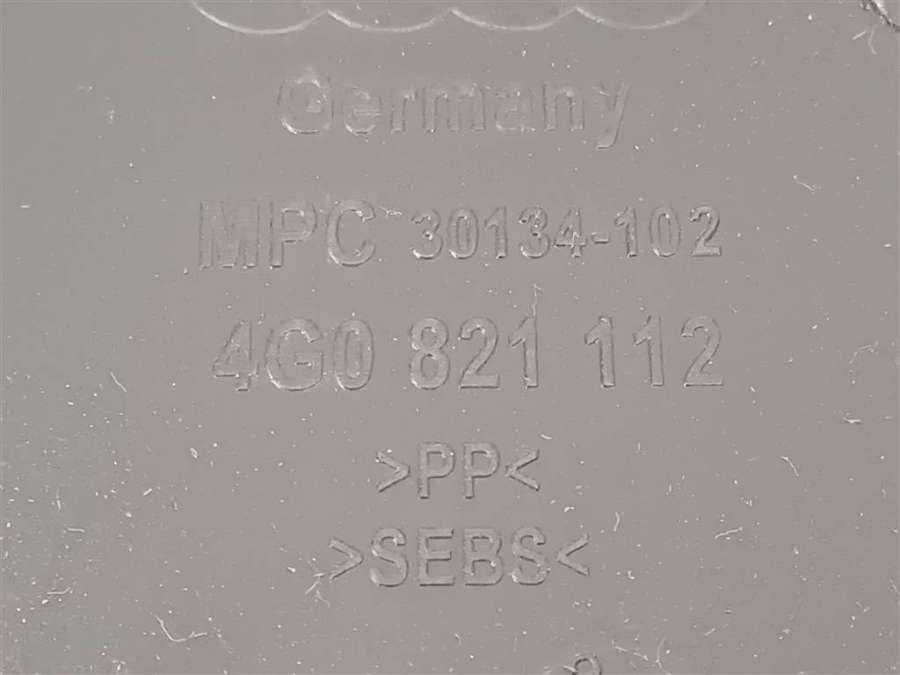 Germany
MPC 30134-102
4G0 821 112
>PP<
>SEBS<